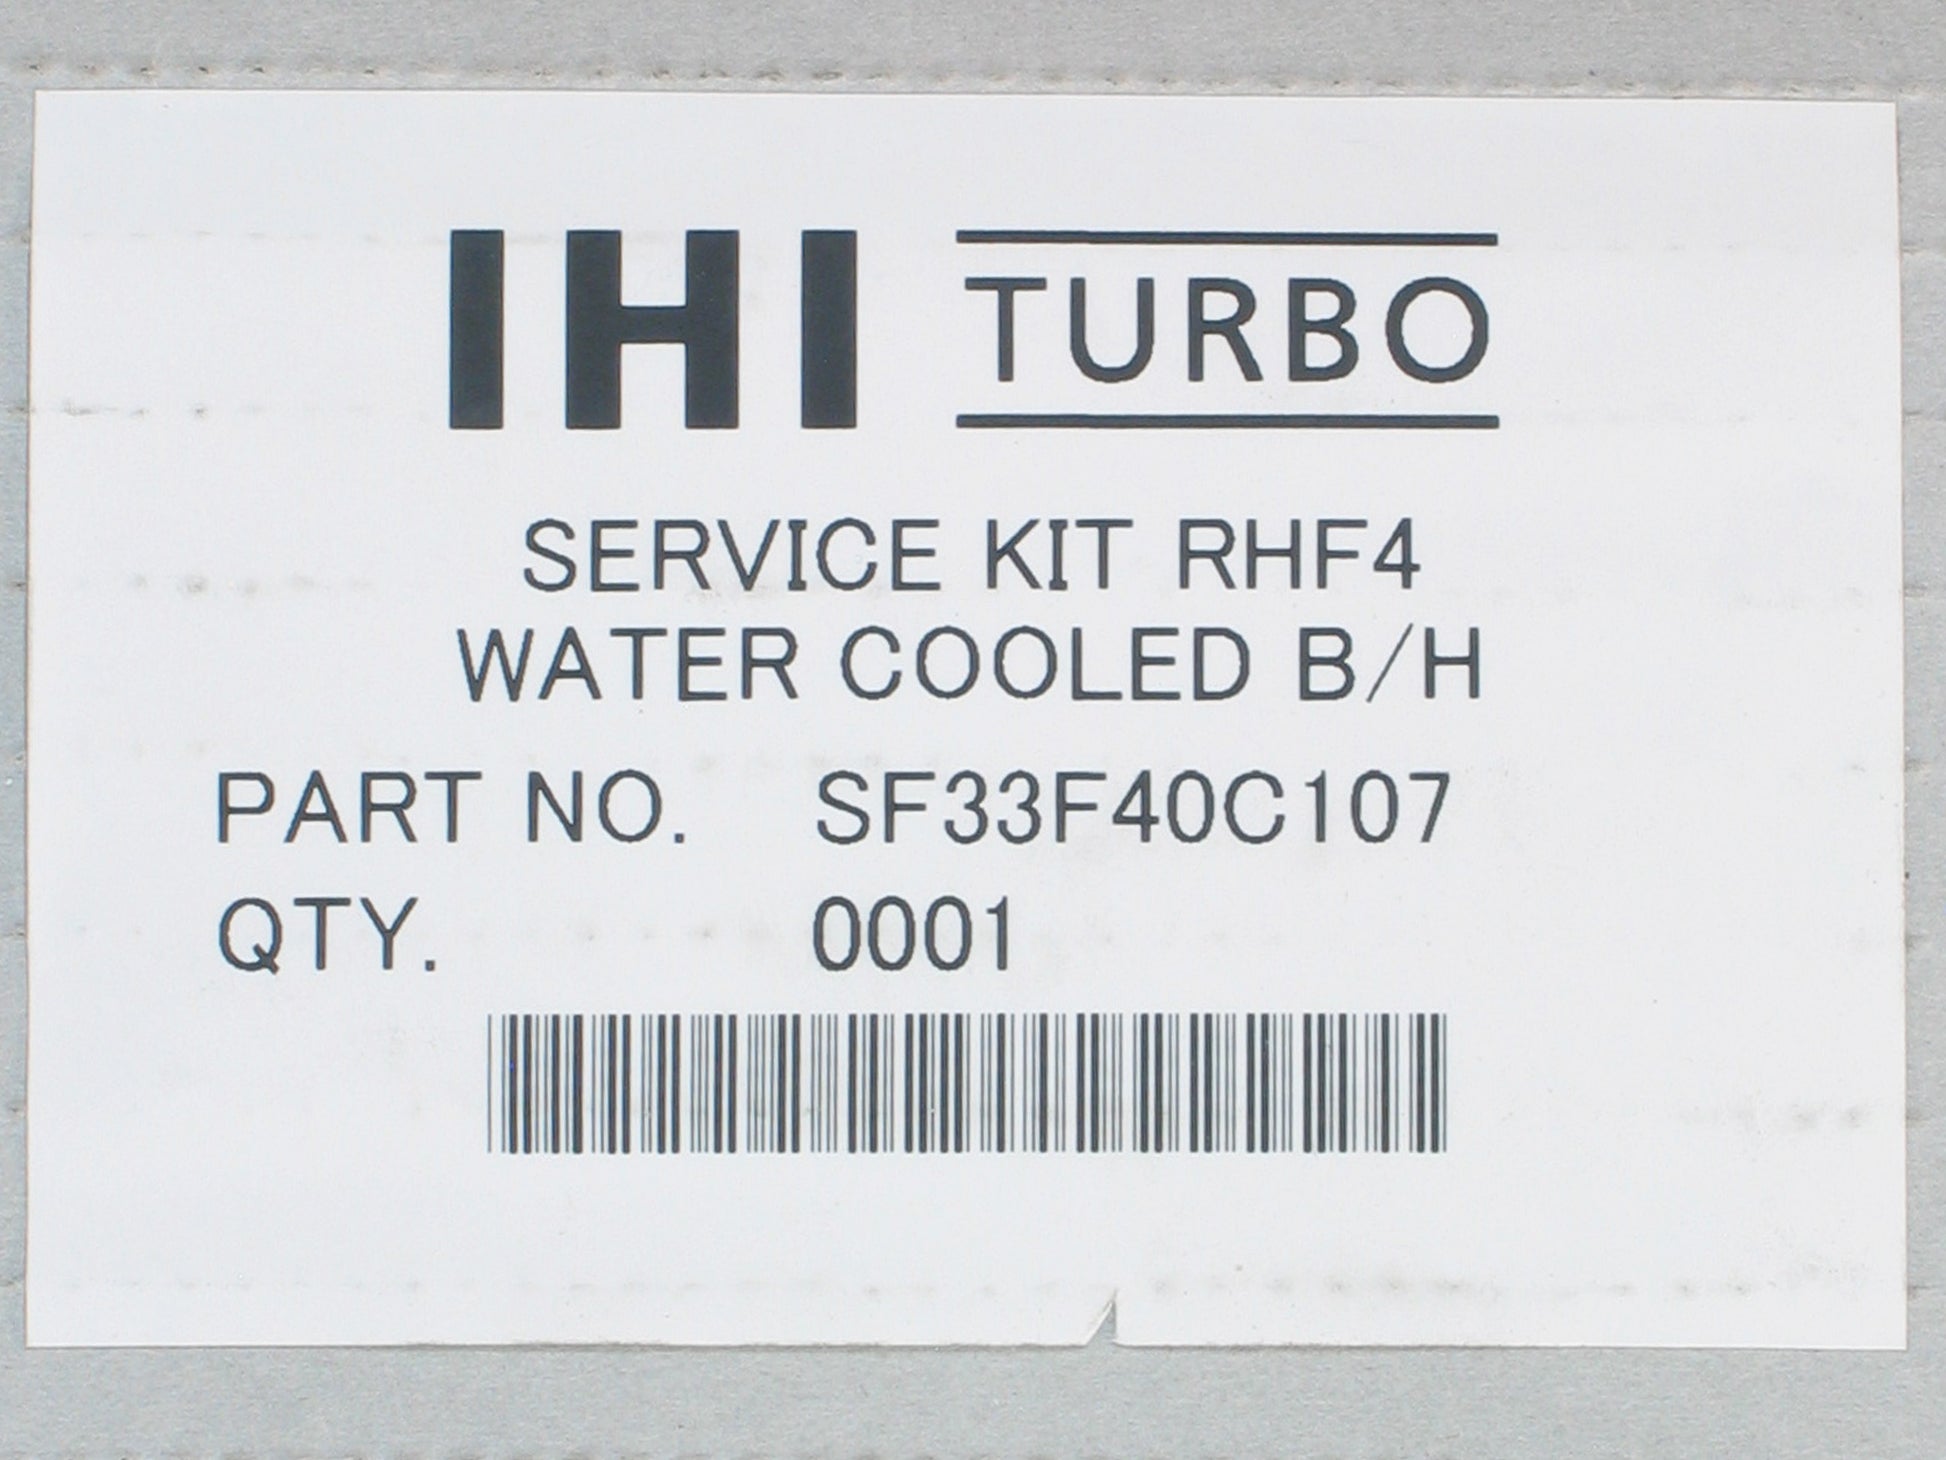 IHI TURBO
SERVICE KIT RHF4
WATER COOLED B/H
PART NO. SF33F40C107
QTY. 0001